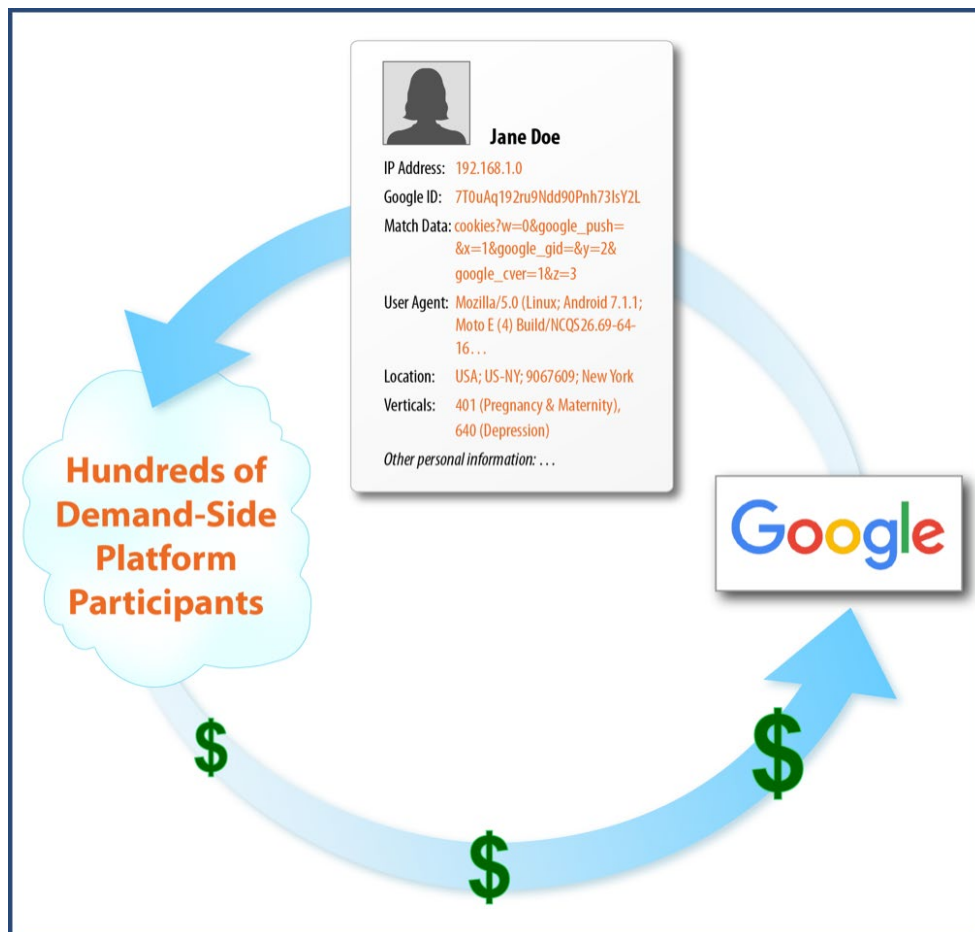 Jane Doe
IP Address: 192.168.1.0
Google ID: 7T0uAq192ru9Ndd90Pnh73IsY2L
Match Data: cookies?w=0&google_push=
&x=1&google_gid=&y=2&
google_cver=1&z=3
User Agent: Mozilla/5.0 (Linux; Android 7.1.1;
Moto E (4) Build/NCQS26.69-64-
16...
Location: USA; US-NY; 9067609; New York
Verticals: 401 (Pregnancy & Maternity),
640 (Depression)
Other personal information: ...
Hundreds of
Demand-Side
Platform
Participants
Google
$
$
$